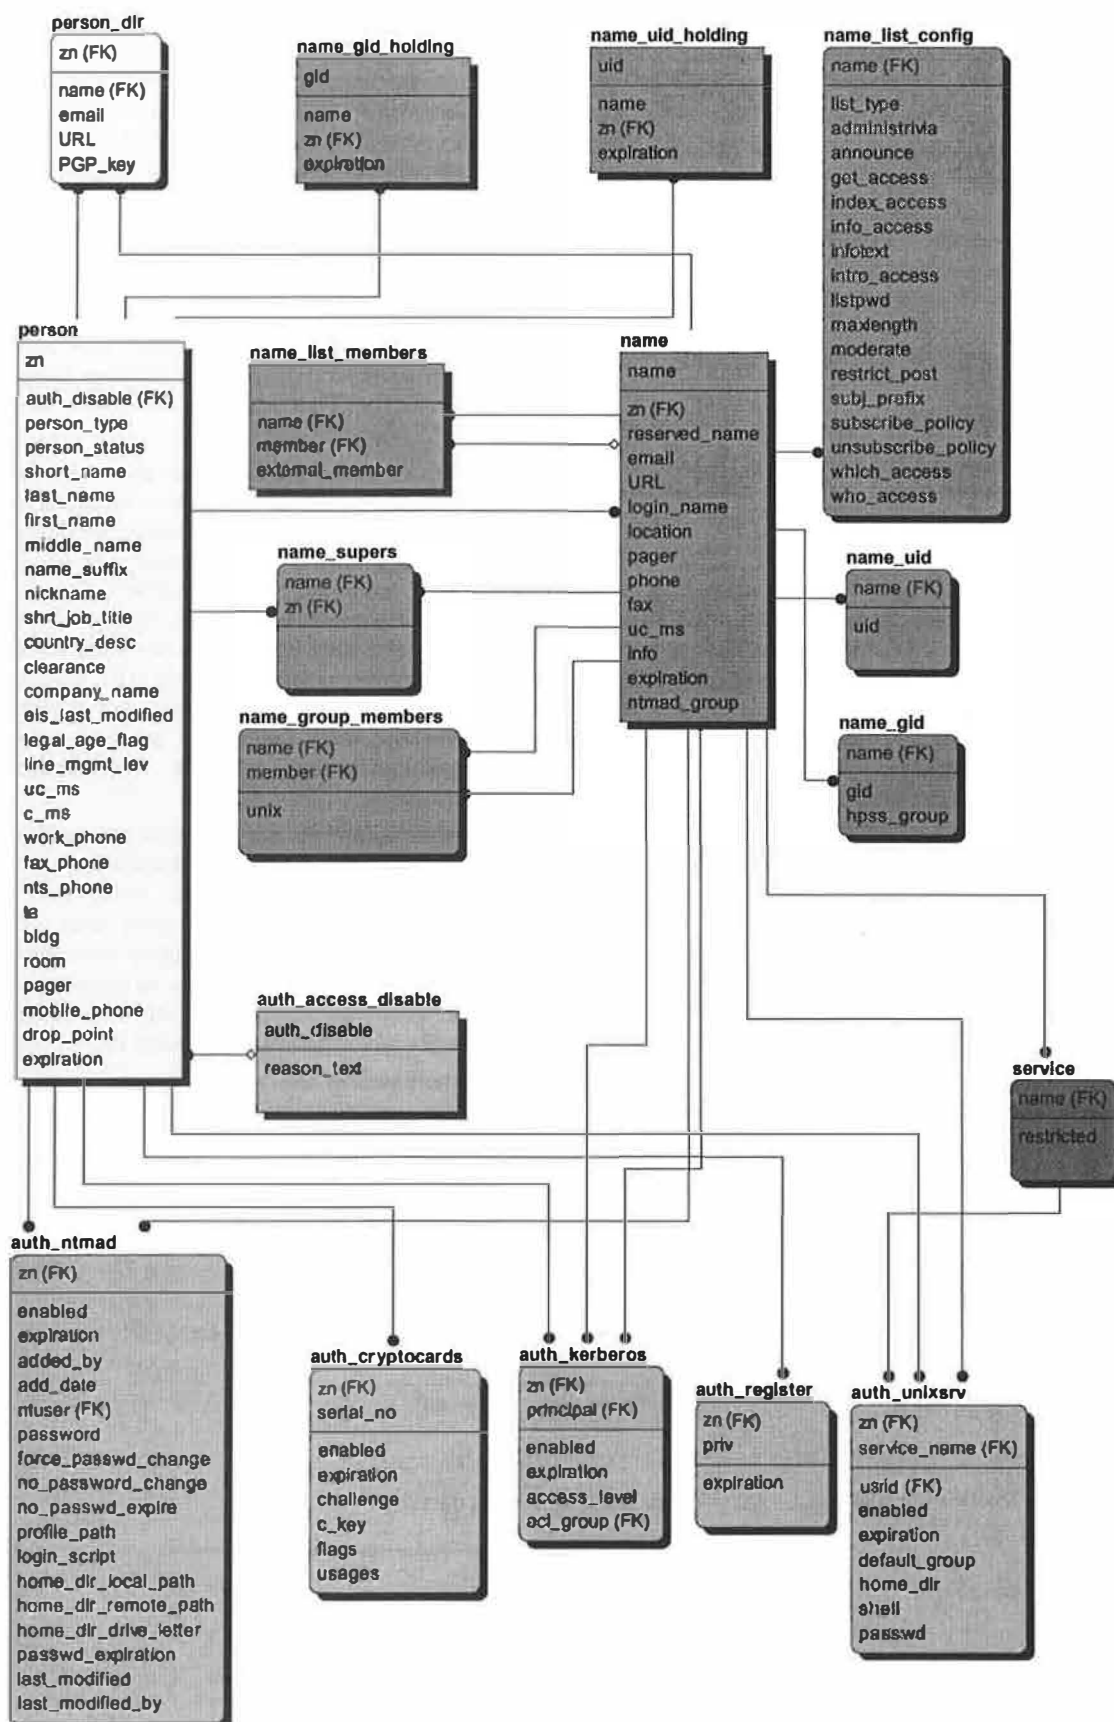 person_dir
zn (FK)
name (FK)
email
URL
PGP_key
name_gid_holding
gid
name
zn (FK)
expiration
name_uid_holding
uid
name
zn (FK)
expiration
name_list_config
name (FK)
list_type
administrivia
announce
get_access
index_access
info_access
infotext
intro_access
listpwd
maxlength
moderate
restrict_post
subj_prefix
subscribe_policy
unsubscribe_policy
which_access
who_access
person
zn
auth_disable (FK)
person_type
person_status
short_name
last_name
first_name
middle_name
name_suffix
nickname
shrt_job_title
country_desc
clearance
company_name
eis_last_modified
legal_age_flag
line_mgmt_lev
uc_ms
c_ms
work_phone
fax_phone
nts_phone
ta
bldg
room
pager
mobile_phone
drop_point
expiration
name_list_members
name (FK)
member (FK)
external_member
name
name
zn (FK)
reserved_name
email
URL
login_name
location
pager
phone
fax
uc_ms
info
expiration
ntmad_group
name_supers
name (FK)
zn (FK)
name_uid
name (FK)
uid
name_group_members
name (FK)
member (FK)
unix
name_gid
name (FK)
gid
hpss_group
auth_access_disable
auth_disable
reason_text
service
name (FK)
restricted
auth_ntmad
zn (FK)
enabled
expiration
added_by
add_date
ntuser (FK)
password
force_passwd_change
no_password_change
no_passwd_expire
profile_path
login_script
home_dir_local_path
home_dir_remote_path
home_dir_drive_letter
passwd_expiration
last_modified
last_modified_by
auth_cryptocards
zn (FK)
serial_no
enabled
expiration
challenge
c_key
flags
usages
auth_kerberos
zn (FK)
principal (FK)
enabled
expiration
access_level
acl_group (FK)
auth_register
zn (FK)
priv
expiration
auth_unixsrv
zn (FK)
service_name (FK)
usrid (FK)
enabled
expiration
default_group
home_dir
shell
passwd